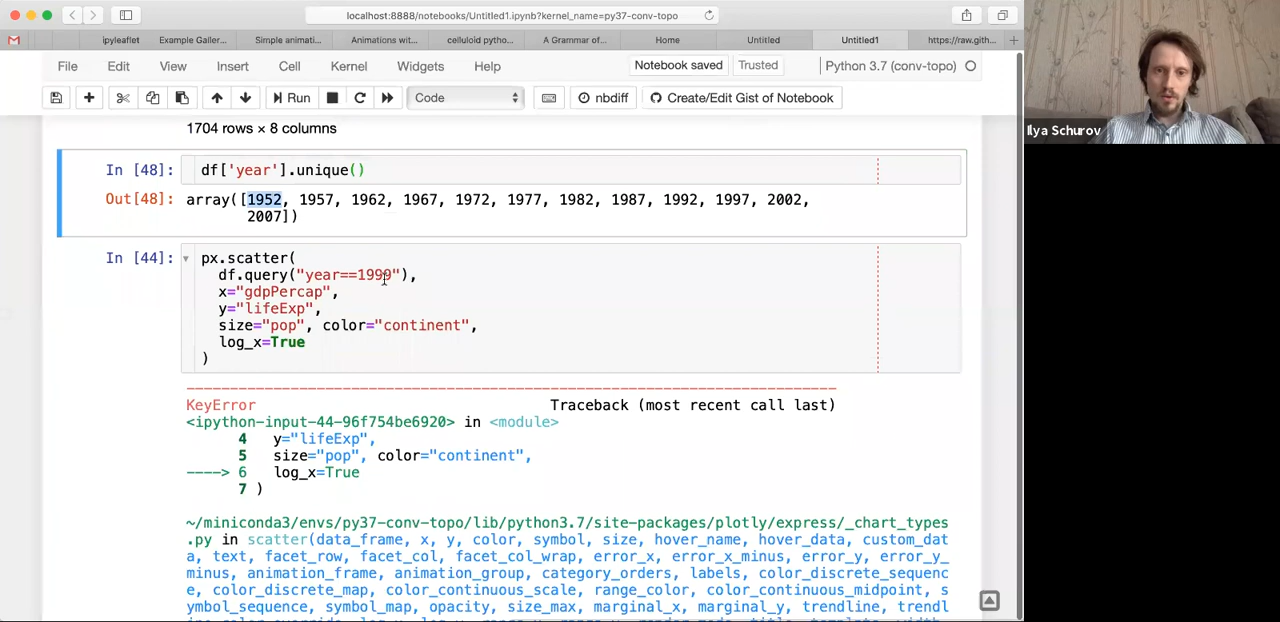 localhost:8888/notebooks/Untitled1.ipynb?kernel_name=py37-conv-topo
ipyleaflet Example Galler... Simple animati... Animations wit... celluloid pytho... A Grammar of... Home Untitled Untitled1 https://raw.gith...
File Edit View Insert Cell Kernel Widgets Help Notebook saved Trusted Python 3.7 (conv-topo)
Run Code nbdiff Create/Edit Gist of Notebook
Ilya Schurov
1704 rows × 8 columns
In [48]: df['year'].unique()
Out[48]: array([1952, 1957, 1962, 1967, 1972, 1977, 1982, 1987, 1992, 1997, 2002,
2007])
In [44]: px.scatter(
df.query("year==1999"),
x="gdpPercap",
y="lifeExp",
size="pop", color="continent",
log_x=True
)
KeyError Traceback (most recent call last)
<ipython-input-44-96f754be6920> in <module>
4 y="lifeExp",
5 size="pop", color="continent",
----> 6 log_x=True
7 )
~/miniconda3/envs/py37-conv-topo/lib/python3.7/site-packages/plotly/express/_chart_types
.py in scatter(data_frame, x, y, color, symbol, size, hover_name, hover_data, custom_dat
a, text, facet_row, facet_col, facet_col_wrap, error_x, error_x_minus, error_y, error_y_
minus, animation_frame, animation_group, category_orders, labels, color_discrete_sequenc
e, color_discrete_map, color_continuous_scale, range_color, color_continuous_midpoint, s
ymbol_sequence, symbol_map, opacity, size_max, marginal_x, marginal_y, trendline, trendl